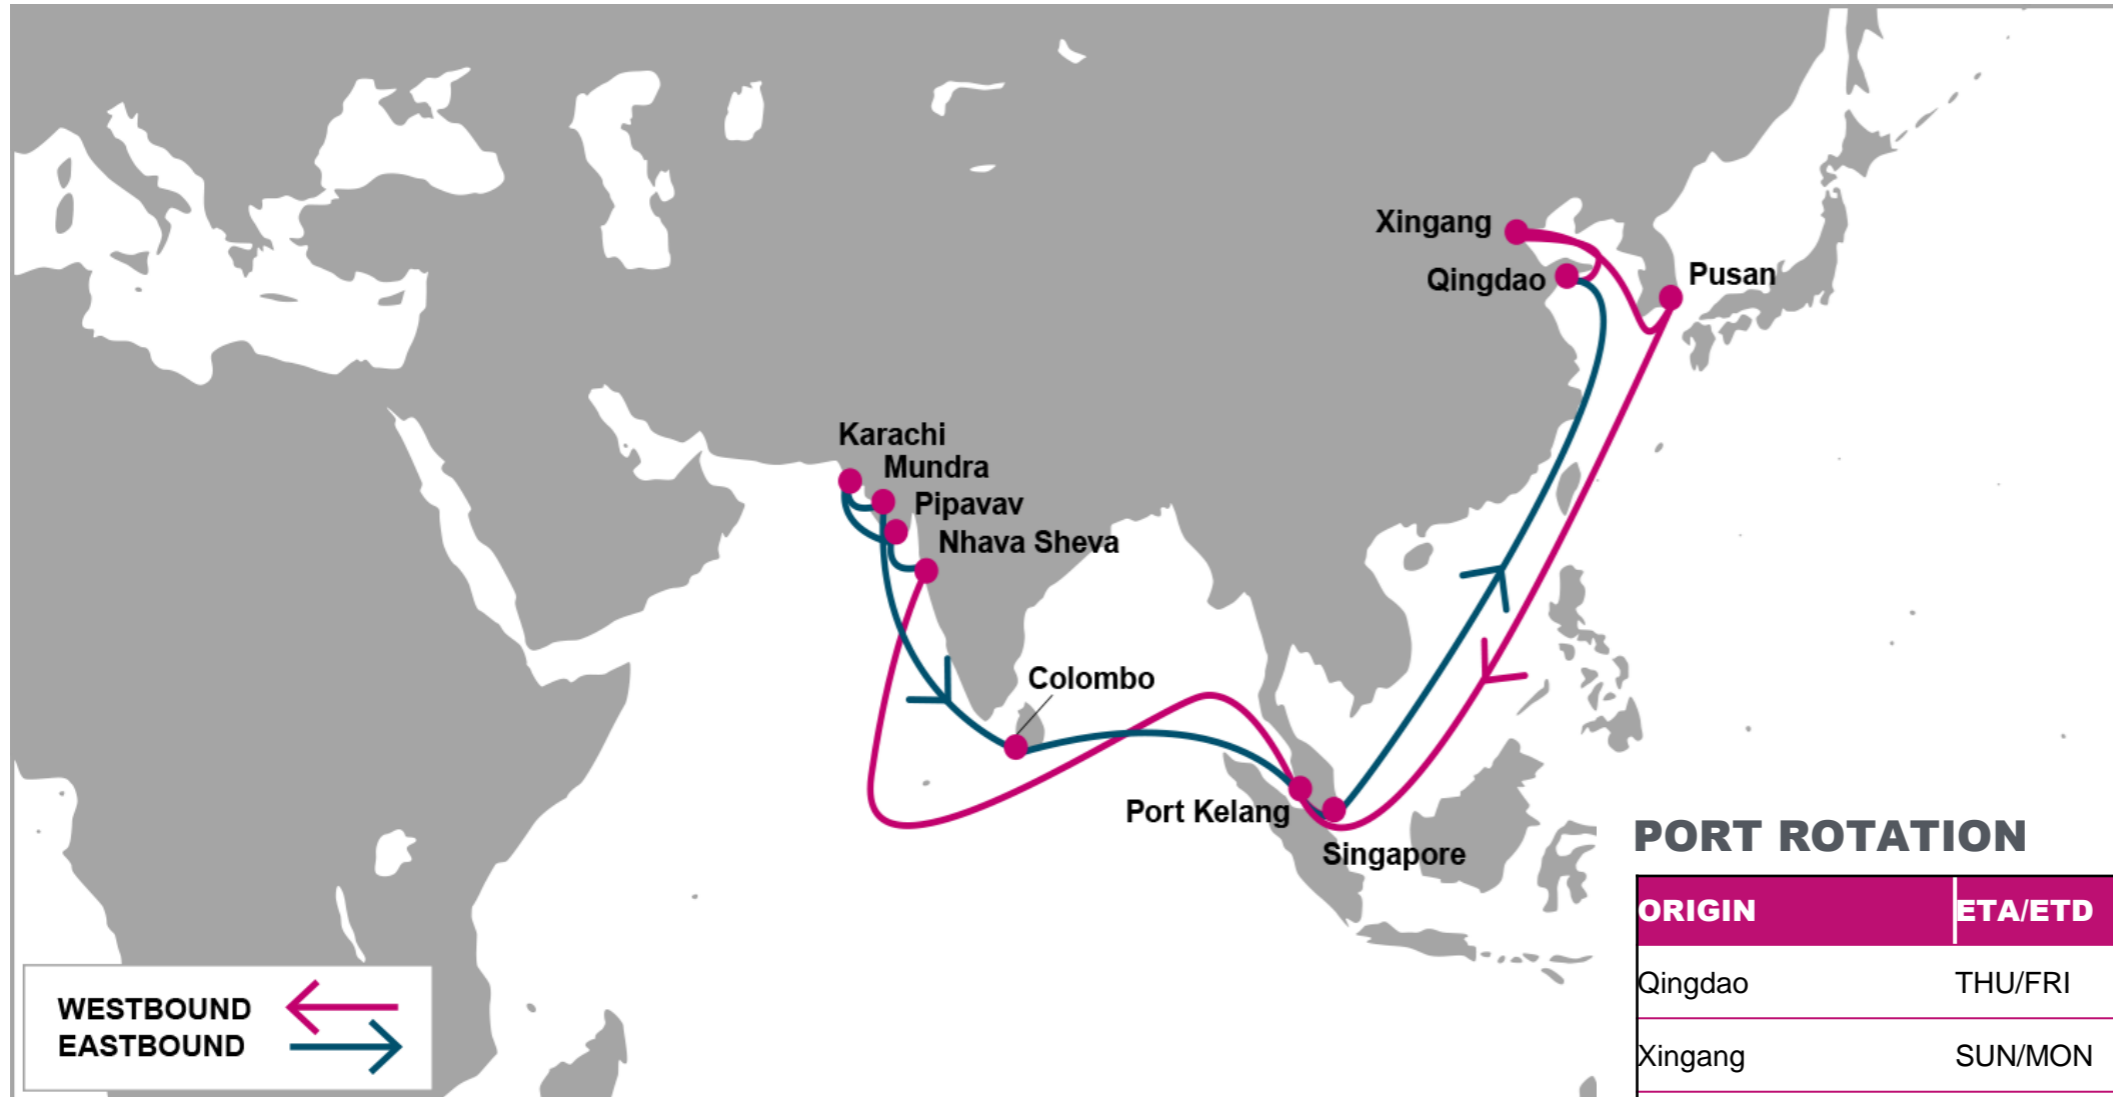 Xingang
Qingdao
Pusan
Karachi
Mundra
Pipavav
Nhava Sheva
Colombo
Port Kelang
Singapore
WESTBOUND
EASTBOUND
PORT ROTATION
ORIGIN ETA/ETD
Qingdao THU/FRI
Xingang SUN/MON